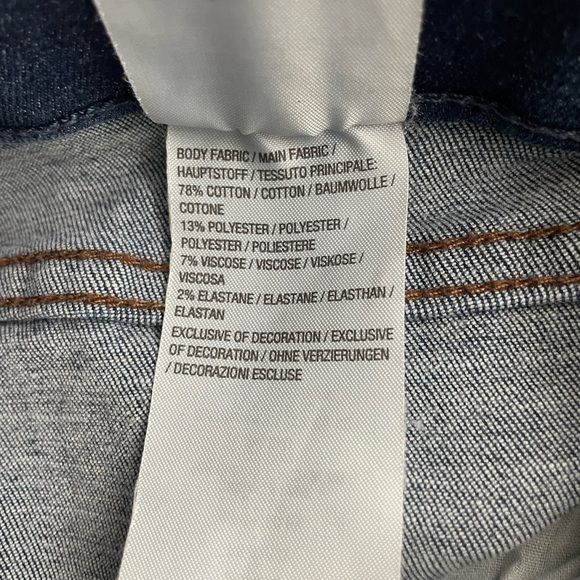 BODY FABRIC / MAIN FABRIC /
HAUPTSTOFF / TESSUTO PRINCIPALE:
78% COTTON / COTTON / BAUMWOLLE /
COTONE
13% POLYESTER / POLYESTER /
POLYESTER / POLIESTERE
7% VISCOSE / VISCOSE / VISKOSE /
VISCOSA
2% ELASTANE / ELASTANE / ELASTHAN /
ELASTAN
EXCLUSIVE OF DECORATION / EXCLUSIVE
OF DECORATION / OHNE VERZIERUNGEN
/ DECORAZIONI ESCLUSE